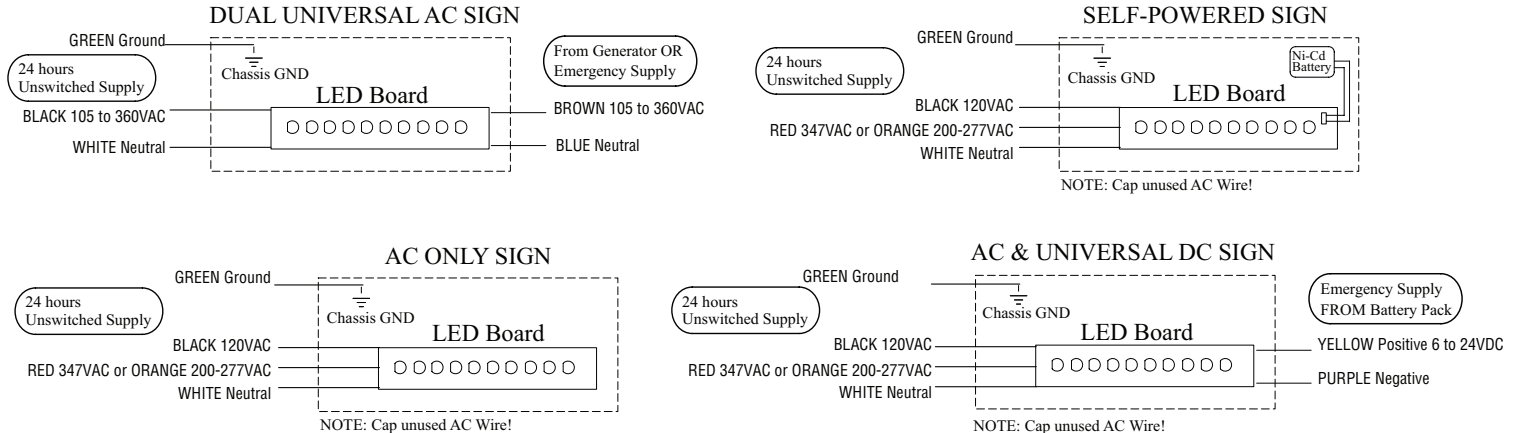 DUAL UNIVERSAL AC SIGN
GREEN Ground
24 hours
Unswitched Supply
Chassis GND
From Generator OR
Emergency Supply
LED Board
BLACK 105 to 360VAC
BROWN 105 to 360VAC
WHITE Neutral
BLUE Neutral
SELF-POWERED SIGN
GREEN Ground
24 hours
Unswitched Supply
Chassis GND
Ni-Cd
Battery
LED Board
BLACK 120VAC
RED 347VAC or ORANGE 200-277VAC
WHITE Neutral
NOTE: Cap unused AC Wire!
AC ONLY SIGN
GREEN Ground
24 hours
Unswitched Supply
Chassis GND
LED Board
BLACK 120VAC
RED 347VAC or ORANGE 200-277VAC
WHITE Neutral
NOTE: Cap unused AC Wire!
AC & UNIVERSAL DC SIGN
GREEN Ground
24 hours
Unswitched Supply
Chassis GND
Emergency Supply
FROM Battery Pack
LED Board
BLACK 120VAC
YELLOW Positive 6 to 24VDC
RED 347VAC or ORANGE 200-277VAC
PURPLE Negative
WHITE Neutral
NOTE: Cap unused AC Wire!